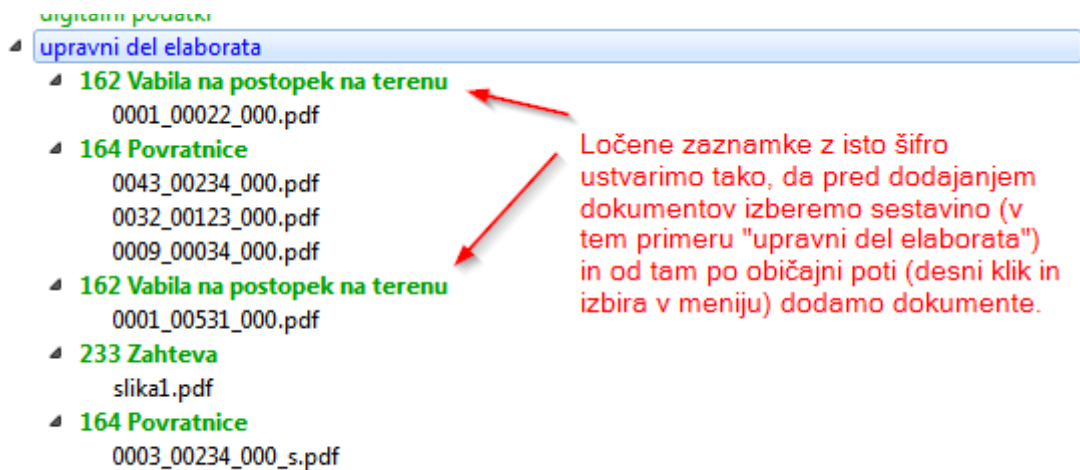 digitalni podatki
upravni del elaborata
162 Vabila na postopek na terenu
0001_00022_000.pdf
164 Povratnice
0043_00234_000.pdf
0032_00123_000.pdf
0009_00034_000.pdf
162 Vabila na postopek na terenu
0001_00531_000.pdf
233 Zahteva
slika1.pdf
164 Povratnice
0003_00234_000_s.pdf
Ločene zaznamke z isto šifro
ustvarimo tako, da pred dodajanjem
dokumentov izberemo sestavino (v
tem primeru "upravni del elaborata")
in od tam po običajni poti (desni klik in
izbira v meniju) dodamo dokumente.